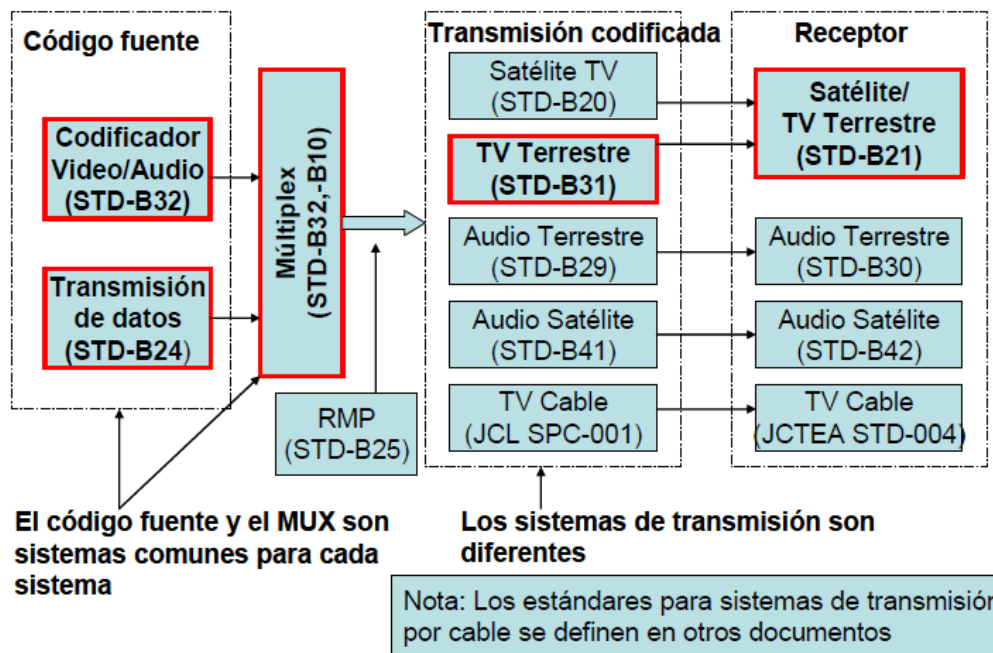 Código fuente
Codificador
Video/Audio
(STD-B32)
Transmisión
de datos
(STD-B24)
Múltiplex
(STD-B32,-B10)
RMP
(STD-B25)
Transmisión codificada
Satélite TV
(STD-B20)
TV Terrestre
(STD-B31)
Audio Terrestre
(STD-B29)
Audio Satélite
(STD-B41)
TV Cable
(JCL SPC-001)
Receptor
Satélite/
TV Terrestre
(STD-B21)
Audio Terrestre
(STD-B30)
Audio Satélite
(STD-B42)
TV Cable
(JCTEA STD-004)
El código fuente y el MUX son
sistemas comunes para cada
sistema
Los sistemas de transmisión son
diferentes
Nota: Los estándares para sistemas de transmisión
por cable se definen en otros documentos